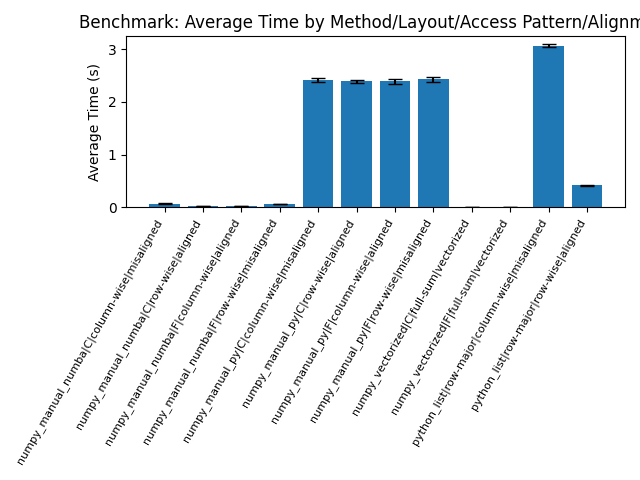 Benchmark: Average Time by Method/Layout/Access Pattern/Alignm
Average Time (s)
3
2
1
0
numpy_manual_numba|C|column-wise|misaligned
numpy_manual_numba|C|row-wise|aligned
numpy_manual_numba|F|column-wise|aligned
numpy_manual_numba|F|row-wise|misaligned
numpy_manual_py|C|column-wise|misaligned
numpy_manual_py|C|row-wise|aligned
numpy_manual_py|F|column-wise|aligned
numpy_manual_py|F|row-wise|misaligned
numpy_vectorized|C|full-sum|vectorized
numpy_vectorized|F|full-sum|vectorized
python_list|row-major|column-wise|misaligned
python_list|row-major|row-wise|aligned